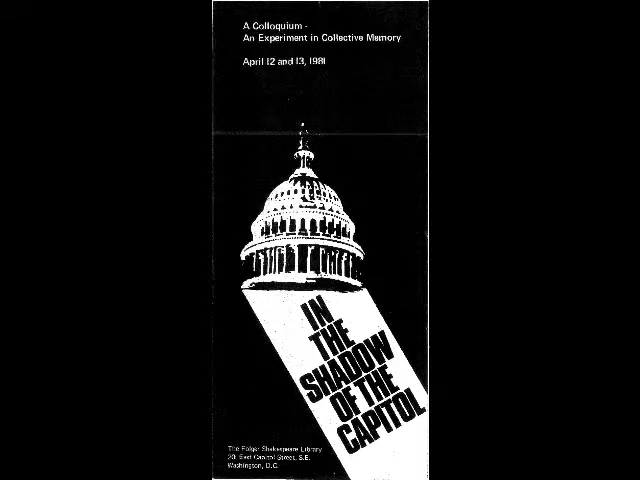 A Colloquium -
An Experiment in Collective Memory
April 12 and 13, 1981
IN
THE
SHADOW
OF THE
CAPITOL
The Folger Shakespeare Library
201 East Capitol Street, S.E.
Washington, D.C.